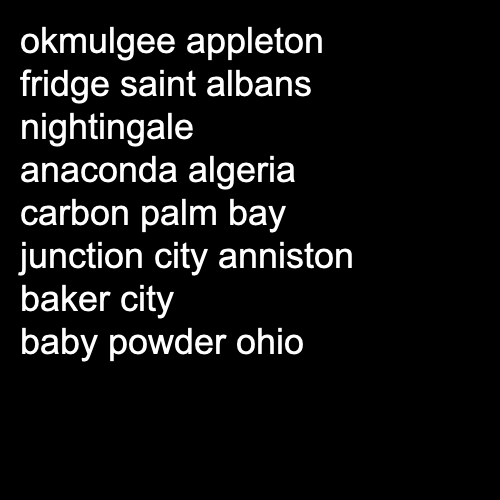 okmulgee appleton
fridge saint albans
nightingale
anaconda algeria
carbon palm bay
junction city anniston
baker city
baby powder ohio